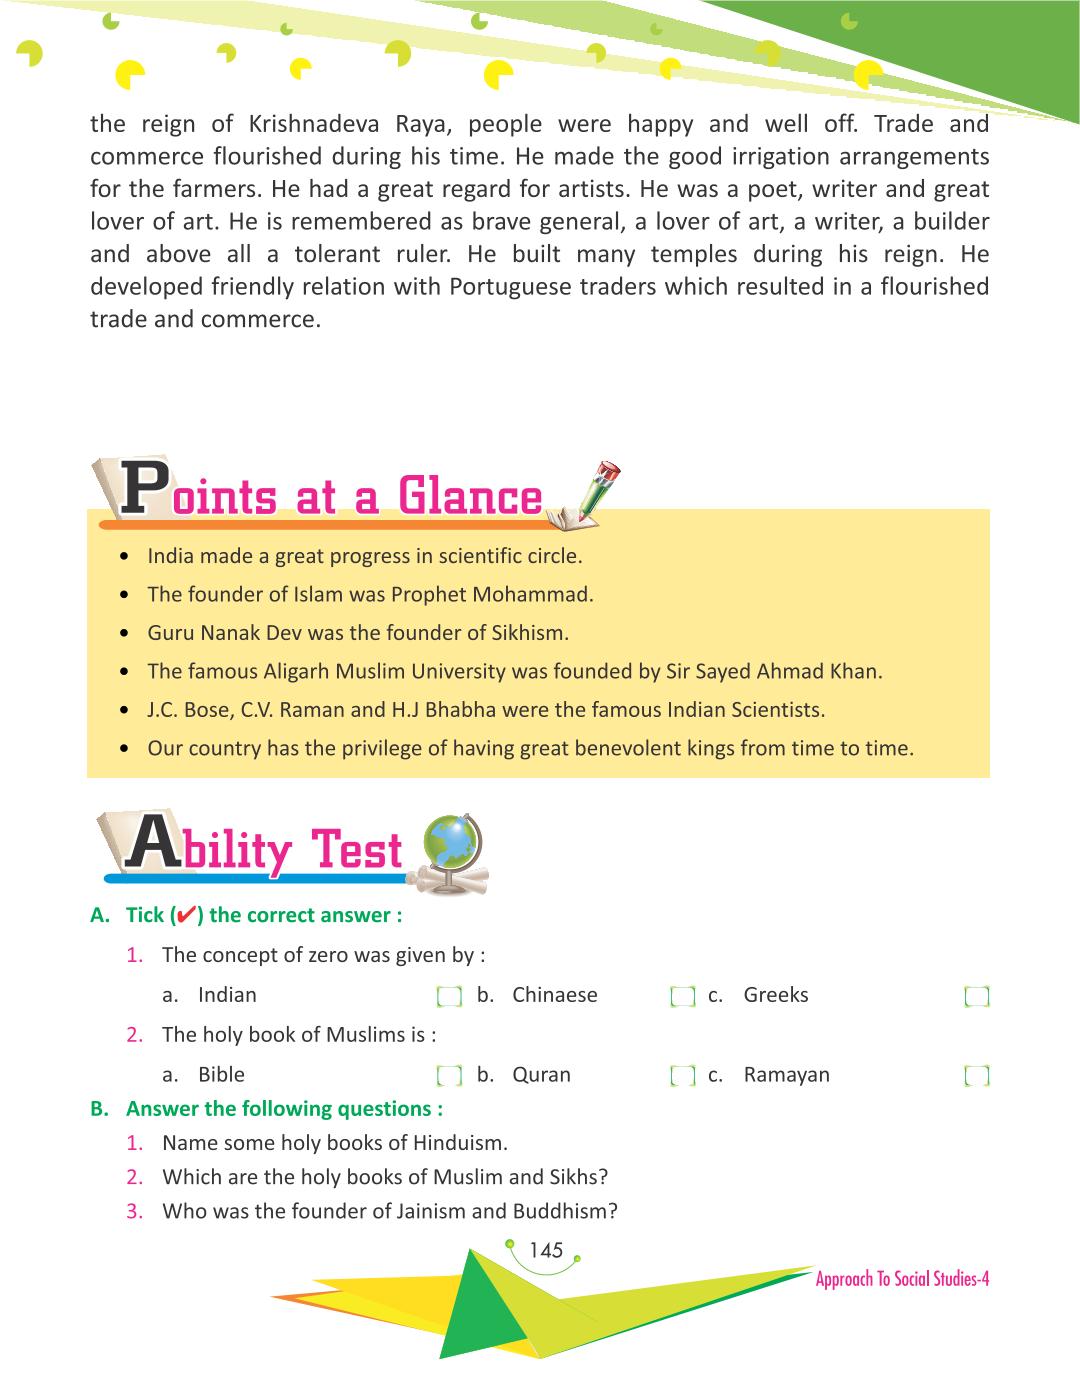 the reign of Krishnadeva Raya, people were happy and well off. Trade and
commerce flourished during his time. He made the good irrigation arrangements
for the farmers. He had a great regard for artists. He was a poet, writer and great
lover of art. He is remembered as brave general, a lover of art, a writer, a builder
and above all a tolerant ruler. He built many temples during his reign. He
developed friendly relation with Portuguese traders which resulted in a flourished
trade and commerce.
Points at a Glance
• India made a great progress in scientific circle.
• The founder of Islam was Prophet Mohammad.
• Guru Nanak Dev was the founder of Sikhism.
• The famous Aligarh Muslim University was founded by Sir Sayed Ahmad Khan.
• J.C. Bose, C.V. Raman and H.J Bhabha were the famous Indian Scientists.
• Our country has the privilege of having great benevolent kings from time to time.
Ability Test
A. Tick (✔) the correct answer :
1. The concept of zero was given by :
a. Indian b. Chinaese c. Greeks
2. The holy book of Muslims is :
a. Bible b. Quran c. Ramayan
B. Answer the following questions :
1. Name some holy books of Hinduism.
2. Which are the holy books of Muslim and Sikhs?
3. Who was the founder of Jainism and Buddhism?
145
Approach To Social Studies-4